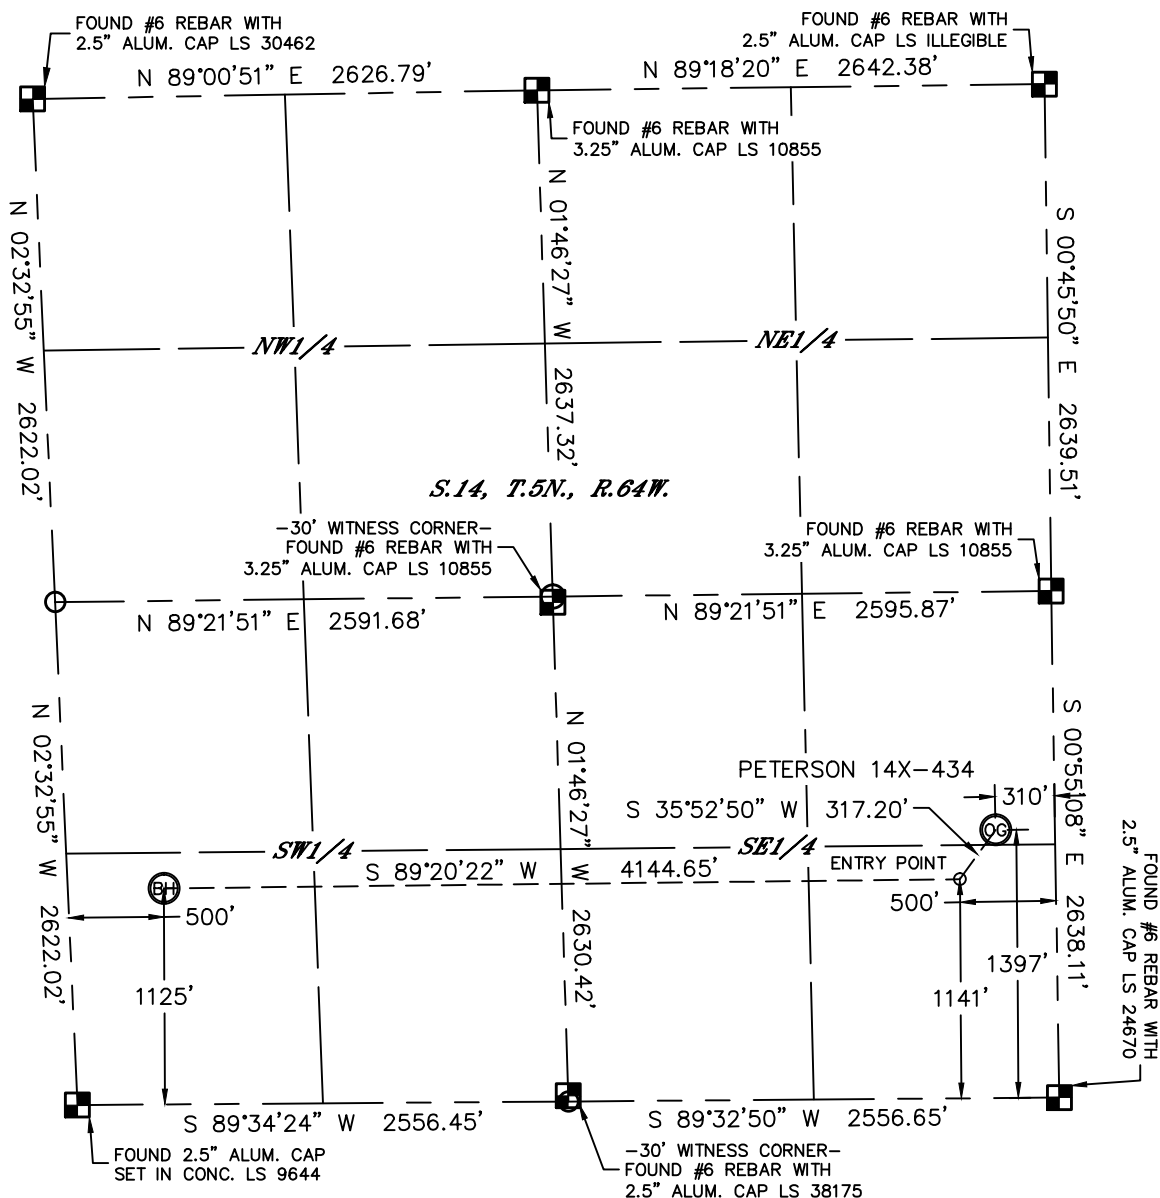 FOUND #6 REBAR WITH
2.5" ALUM. CAP LS 30462
FOUND #6 REBAR WITH
2.5" ALUM. CAP LS ILLEGIBLE
N 89°00'51" E 2626.79'
N 89°18'20" E 2642.38'
FOUND #6 REBAR WITH
3.25" ALUM. CAP LS 10855
N 02°32'55" W 2622.02'
N 01°46'27" W 2637.32'
S 00°45'50" E 2639.51'
NW1/4
NE1/4
S.14, T.5N., R.64W.
-30' WITNESS CORNER-
FOUND #6 REBAR WITH
3.25" ALUM. CAP LS 10855
FOUND #6 REBAR WITH
3.25" ALUM. CAP LS 10855
N 89°21'51" E 2591.68'
N 89°21'51" E 2595.87'
N 02°32'55" W 2622.02'
N 01°46'27" W 2630.42'
S 00°55'08" E 2638.11'
PETERSON 14X-434
310'
S 35°52'50" W 317.20'
OG
SW1/4
SE1/4
ENTRY POINT
S 89°20'22" W W 4144.65'
BH
500'
500'
1125'
1141'
1397'
FOUND #6 REBAR WITH
2.5" ALUM. CAP LS 24670
S 89°34'24" W 2556.45'
S 89°32'50" W 2556.65'
FOUND 2.5" ALUM. CAP
SET IN CONC. LS 9644
-30' WITNESS CORNER-
FOUND #6 REBAR WITH
2.5" ALUM. CAP LS 38175